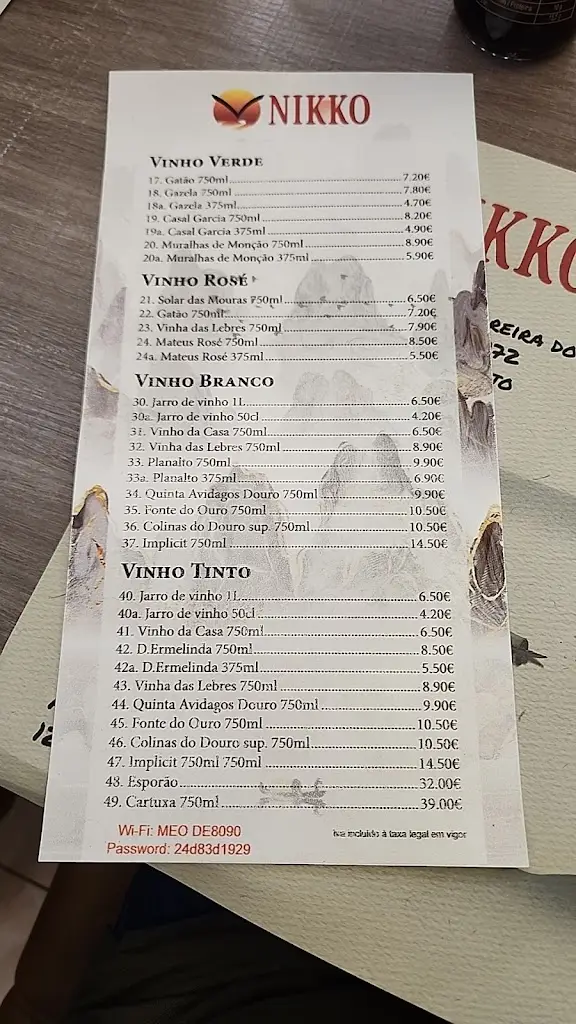 NIKKO
VINHO VERDE
17. Gatão 750ml 7.20€
18. Gazela 750ml 7.80€
18a. Gazela 375ml 4.70€
19. Casal Garcia 750ml 8.20€
19a. Casal Garcia 375ml 4.90€
20. Muralhas de Monção 750ml 8.90€
20a. Muralhas de Monção 375ml 5.90€
VINHO ROSÉ
21. Solar das Mouras 750ml 6.50€
22. Gatão 750ml 7.20€
23. Vinha das Lebres 750ml 7.90€
24. Mateus Rosé 750ml 8.50€
24a. Mateus Rosé 375ml 5.50€
VINHO BRANCO
30. Jarro de vinho 1L 6.50€
30a. Jarro de vinho 50cl 4.20€
31. Vinho da Casa 750ml 6.50€
32. Vinha das Lebres 750ml 8.90€
33. Planalto 750ml 9.90€
33a. Planalto 375ml 6.90€
34. Quinta Avidagos Douro 750ml 9.90€
35. Fonte do Ouro 750ml 10.50€
36. Colinas do Douro sup. 750ml 10.50€
37. Implicit 750ml 14.50€
VINHO TINTO
40. Jarro de vinho 1L 6.50€
40a. Jarro de vinho 50cl 4.20€
41. Vinho da Casa 750ml 6.50€
42. D.Ermelinda 750ml 8.50€
42a. D.Ermelinda 375ml 5.50€
43. Vinha das Lebres 750ml 8.90€
44. Quinta Avidagos Douro 750ml 9.90€
45. Fonte do Ouro 750ml 10.50€
46. Colinas do Douro sup. 750ml 10.50€
47. Implicit 750ml 750ml 14.50€
48. Esporão 32.00€
49. Cartuxa 750ml 39.00€
Wi-Fi: MEO DE8090
Password: 24d83d1929
iva incluido à taxa legal em vigor
KKO
REIRA DO
72
TO
12